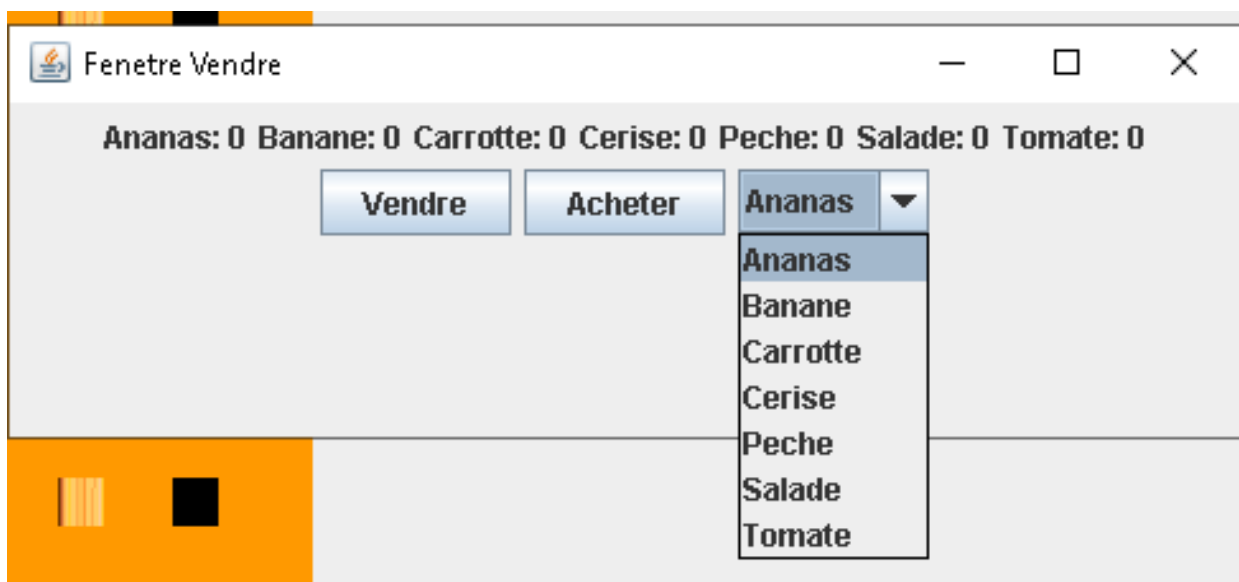 Fenetre Vendre
Ananas: 0 Banane: 0 Carrotte: 0 Cerise: 0 Peche: 0 Salade: 0 Tomate: 0
Vendre Acheter Ananas
Ananas
Banane
Carrotte
Cerise
Peche
Salade
Tomate